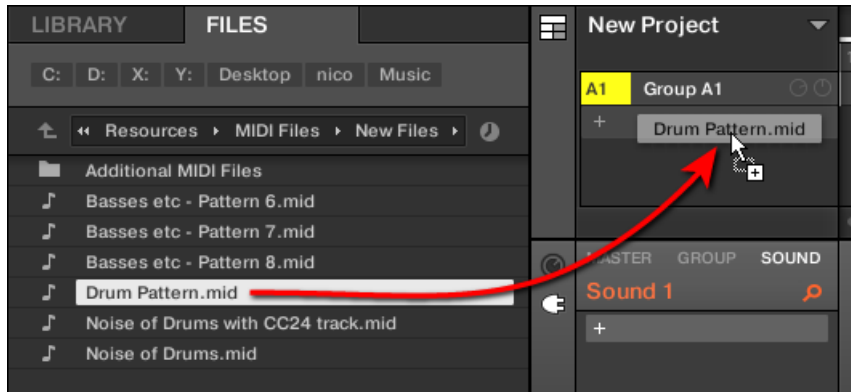 LIBRARY FILES
C: D: X: Y: Desktop nico Music
Resources MIDI Files New Files
Additional MIDI Files
Basses etc - Pattern 6.mid
Basses etc - Pattern 7.mid
Basses etc - Pattern 8.mid
Drum Pattern.mid
Noise of Drums with CC24 track.mid
Noise of Drums.mid
New Project
A1 Group A1
+ Drum Pattern.mid
MASTER GROUP SOUND
Sound 1
+